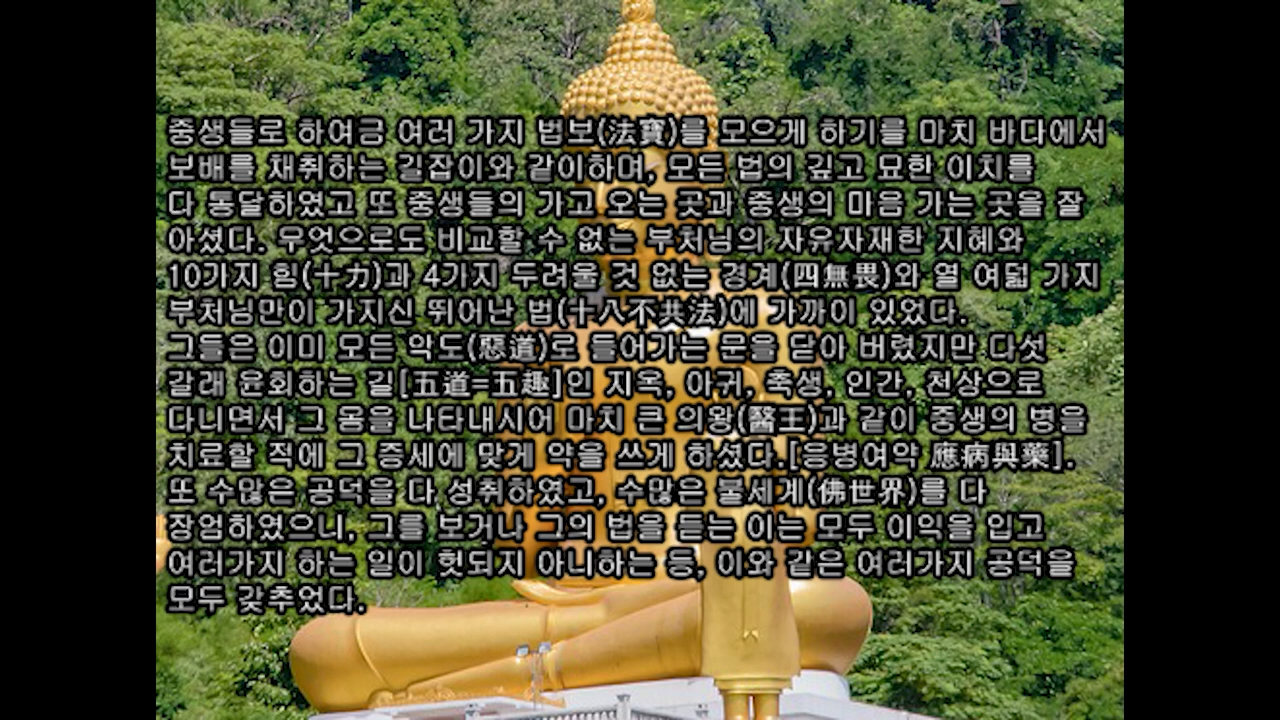 중생들로 하여금 여러 가지 법보(法寶)를 모으게 하기를 마치 바다에서
보배를 채취하는 길잡이와 같이하며, 모든 법의 깊고 묘한 이치를
다 통달하였고 또 중생들의 가고 오는 곳과 중생의 마음 가는 곳을 잘
아셨다. 무엇으로도 비교할 수 없는 부처님의 자유자재한 지혜와
10가지 힘(十力)과 4가지 두려울 것 없는 경계(四無畏)와 열 여덟 가지
부처님만이 가지신 뛰어난 법(十八不共法)에 가까이 있었다.
그들은 이미 모든 악도(惡道)로 들어가는 문을 닫아 버렸지만 다섯
갈래 윤회하는 길[五道=五趣]인 지옥, 아귀, 축생, 인간, 천상으로
다니면서 그 몸을 나타내시어 마치 큰 의왕(醫王)과 같이 중생의 병을
치료할 적에 그 증세에 맞게 약을 쓰게 하셨다.[응병여약 應病與藥].
또 수많은 공덕을 다 성취하였고, 수많은 불세계(佛世界)를 다
장엄하였으니, 그를 보거나 그의 법을 듣는 이는 모두 이익을 입고
여러가지 하는 일이 헛되지 아니하는 등, 이와 같은 여러가지 공덕을
모두 갖추었다.